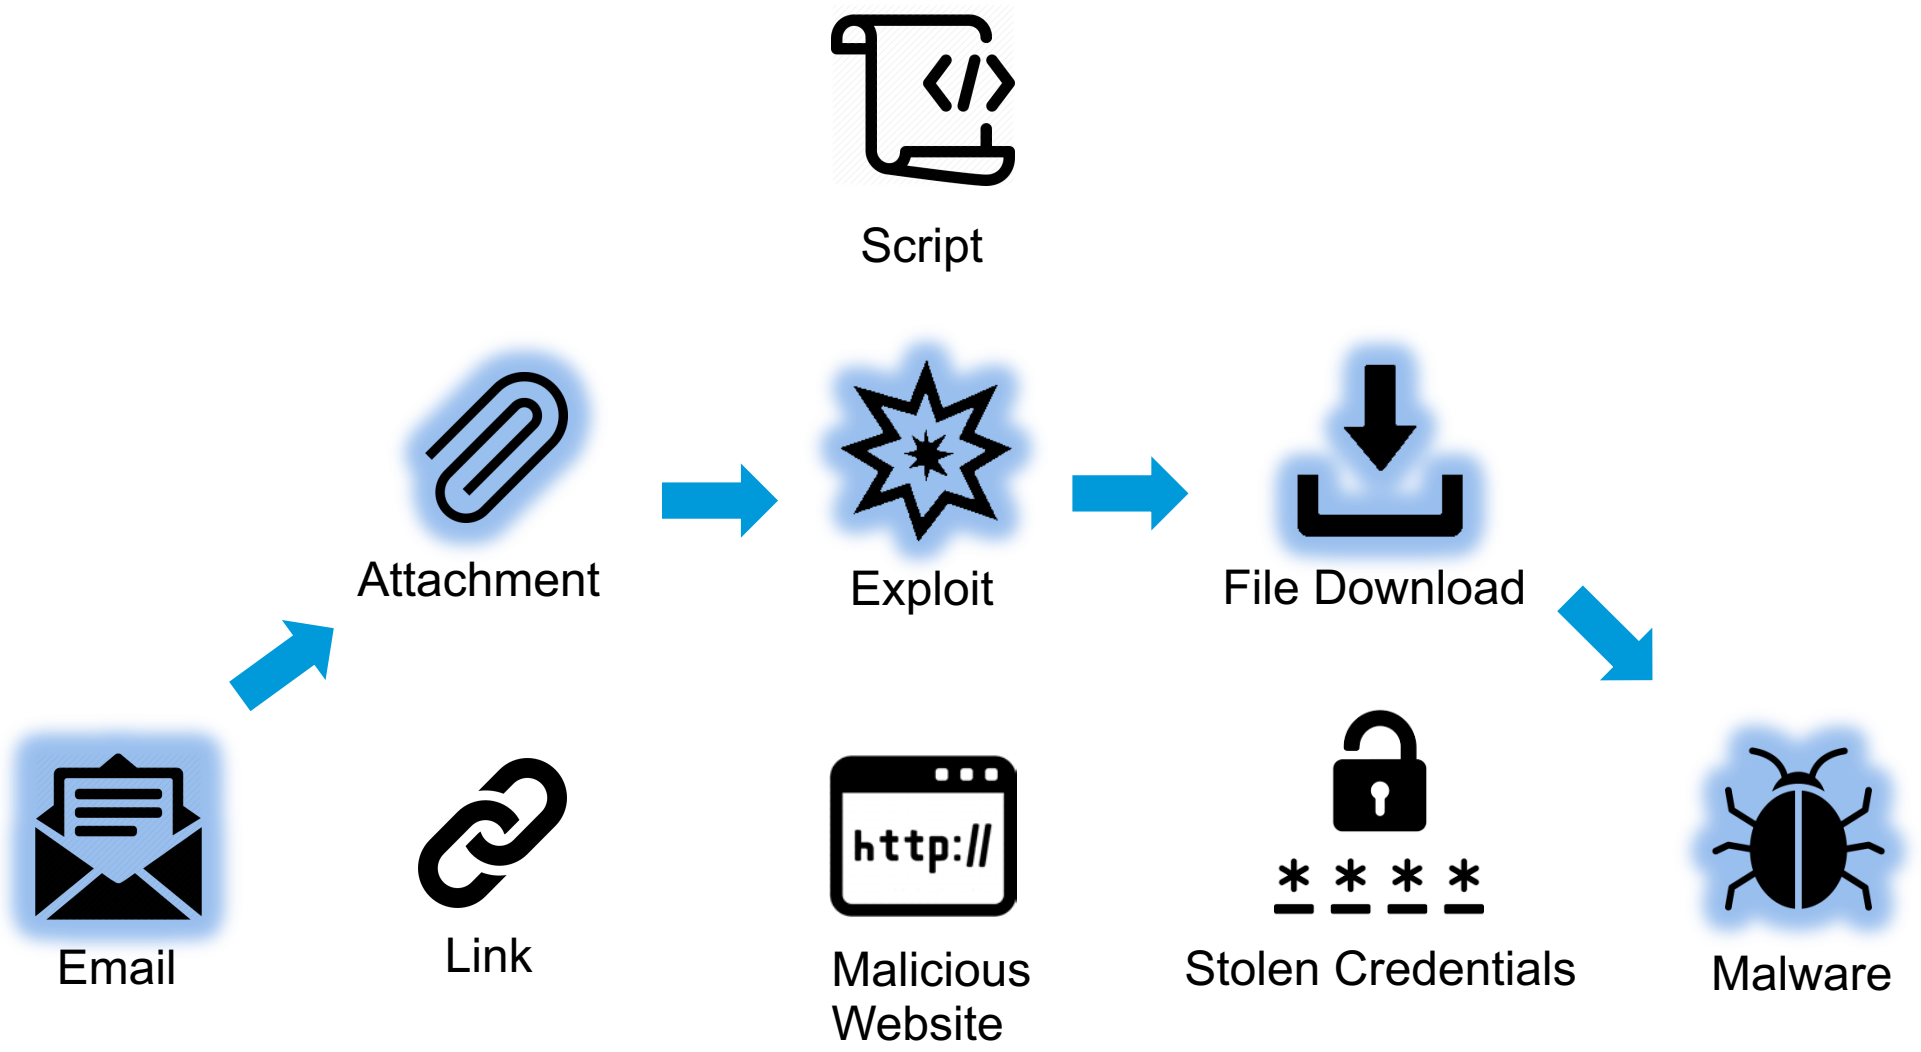 </>
Script
Attachment
Exploit
File Download
http://
* * * *
Email
Link
Malicious
Website
Stolen Credentials
Malware